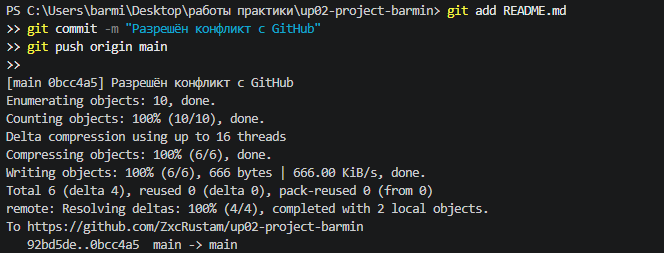 PS C:\Users\barmi\Desktop\работы практики\up02-project-barmin> git add README.md
>> git commit -m "Разрешён конфликт с GitHub"
>> git push origin main
>>
[main 0bcc4a5] Разрешён конфликт с GitHub
Enumerating objects: 10, done.
Counting objects: 100% (10/10), done.
Delta compression using up to 16 threads
Compressing objects: 100% (6/6), done.
Writing objects: 100% (6/6), 666 bytes | 666.00 KiB/s, done.
Total 6 (delta 4), reused 0 (delta 0), pack-reused 0 (from 0)
remote: Resolving deltas: 100% (4/4), completed with 2 local objects.
To https://github.com/ZxcRustam/up02-project-barmin
   92bd5de..0bcc4a5  main -> main